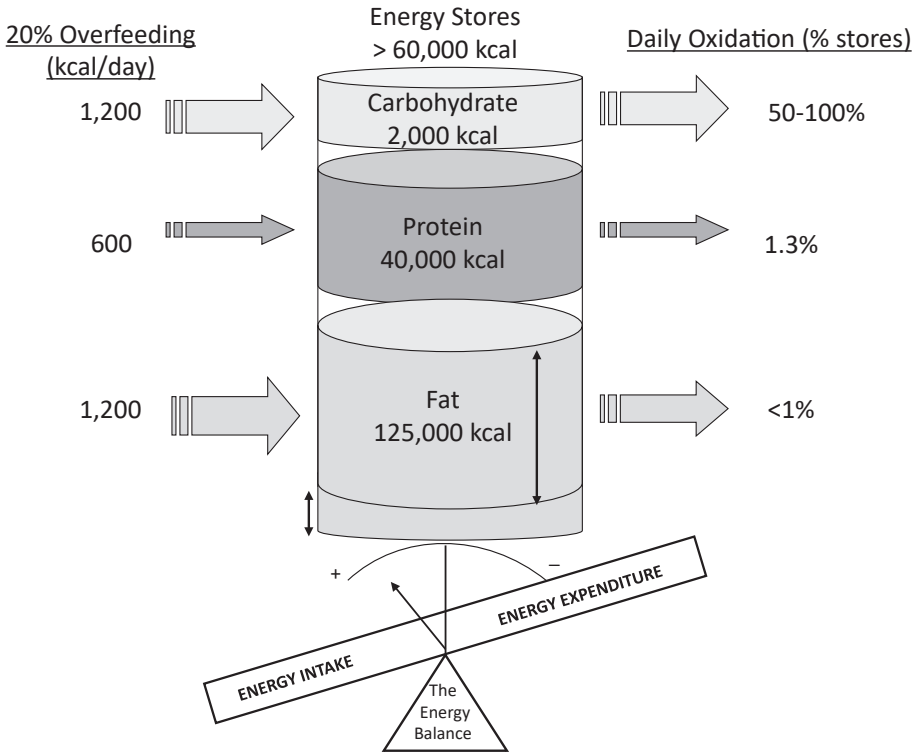 20% Overfeeding
(kcal/day)
Energy Stores
> 60,000 kcal
Daily Oxidation (% stores)
1,200
Carbohydrate
2,000 kcal
50-100%
600
Protein
40,000 kcal
1.3%
1,200
Fat
125,000 kcal
<1%
+
–
ENERGY INTAKE
ENERGY EXPENDITURE
The
Energy
Balance